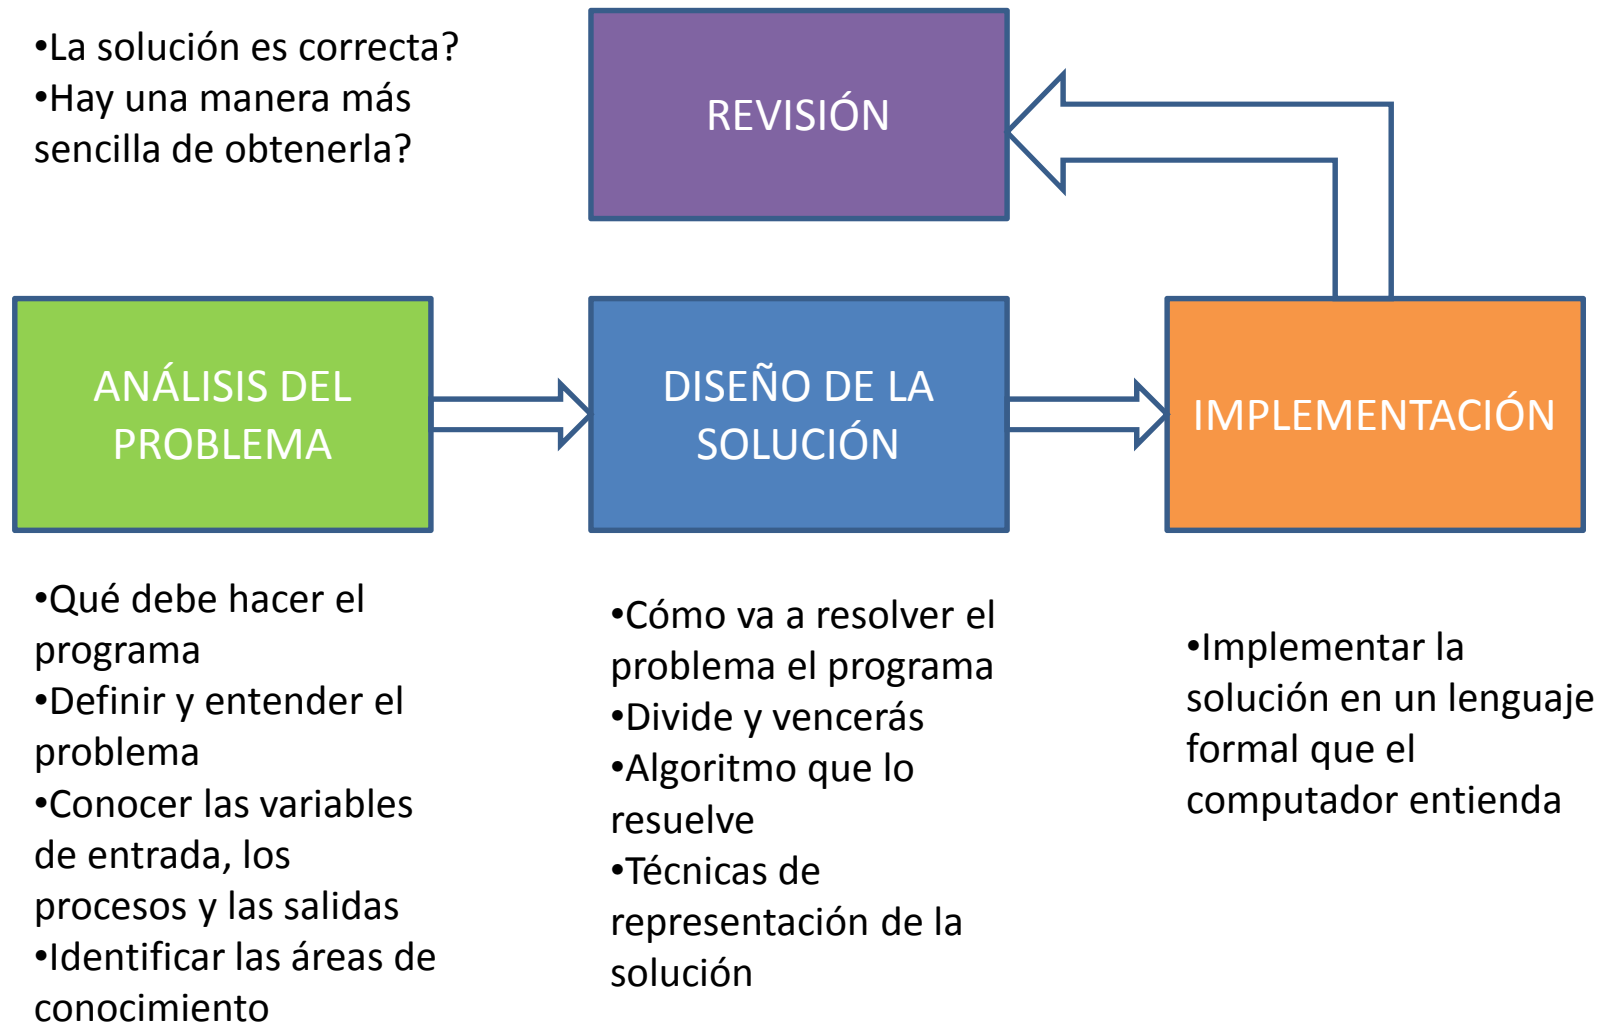 •La solución es correcta?
•Hay una manera más
sencilla de obtenerla?
REVISIÓN
ANÁLISIS DEL
PROBLEMA
DISEÑO DE LA
SOLUCIÓN
IMPLEMENTACIÓN
•Qué debe hacer el
programa
•Definir y entender el
problema
•Conocer las variables
de entrada, los
procesos y las salidas
•Identificar las áreas de
conocimiento
•Cómo va a resolver el
problema el programa
•Divide y vencerás
•Algoritmo que lo
resuelve
•Técnicas de
representación de la
solución
•Implementar la
solución en un lenguaje
formal que el
computador entienda